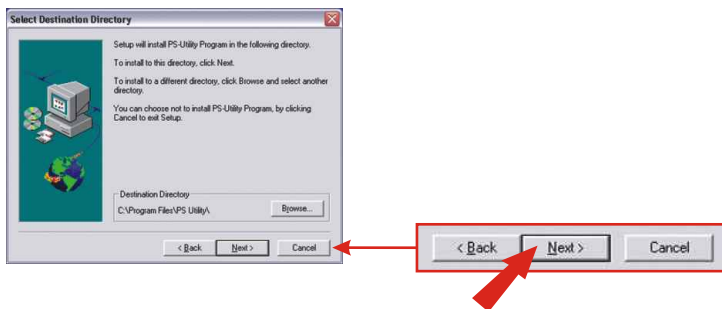 Select Destination Directory
Setup will install PS-Utility Program in the following directory.
To install to this directory, click Next.
To install to a different directory, click Browse and select another
directory.
You can choose not to install PS-Utility Program, by clicking
Cancel to exit Setup.
Destination Directory
C:\Program Files\PS Utility\
Browse...
< Back Next > Cancel
< Back Next > Cancel